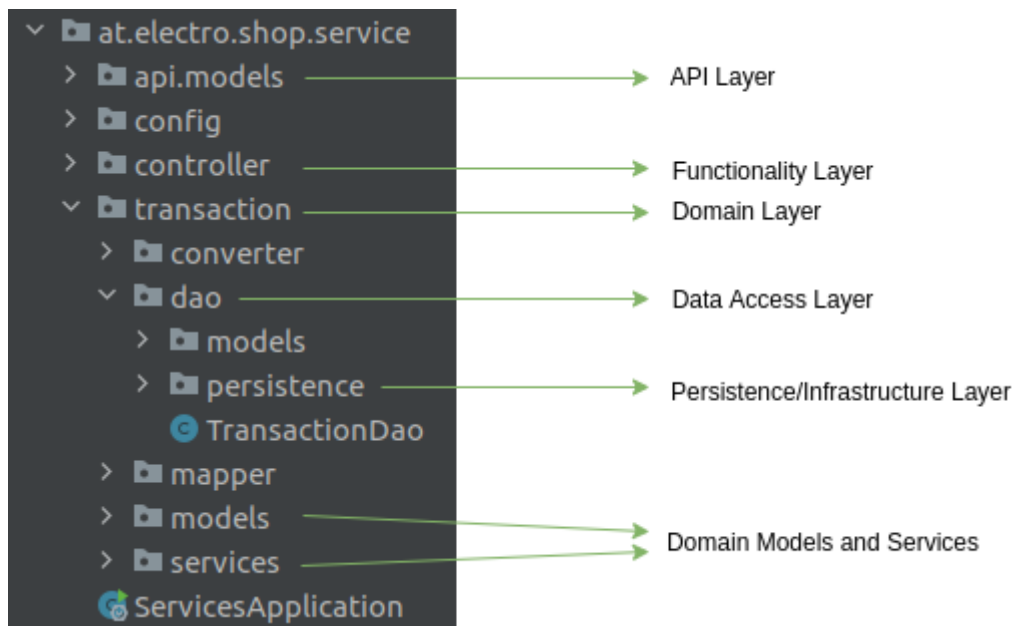 at.electro.shop.service
api.models API Layer
config
controller Functionality Layer
transaction Domain Layer
converter
dao Data Access Layer
models
persistence Persistence/Infrastructure Layer
TransactionDao
mapper
models
Domain Models and Services
services
ServicesApplication